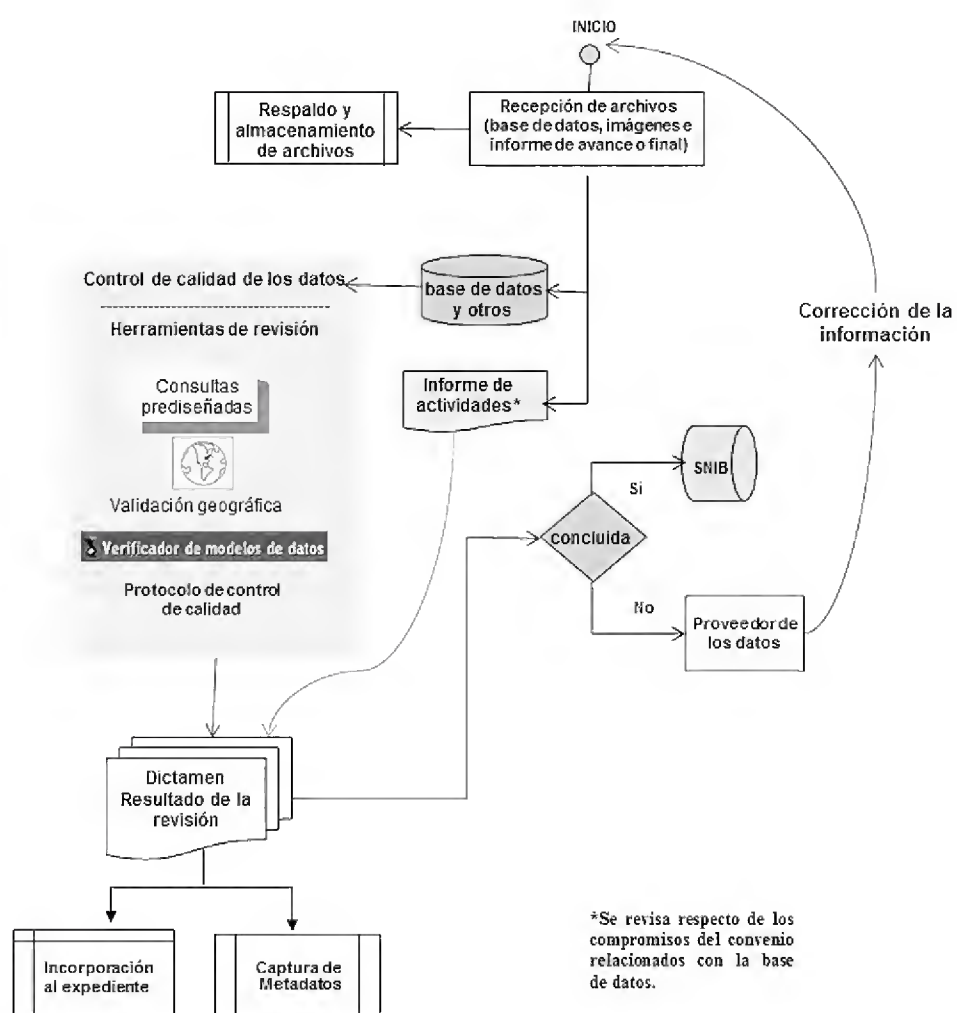 INICIO
Recepción de archivos
(base de datos, imágenes e
informe de avance o final)
Respaldo y
almacenamiento
de archivos
Control de calidad de los datos
base de datos
y otros
Herramientas de revisión
Corrección de la
información
Consultas
prediseñadas
Informe de
actividades*
Validación geográfica
SNIB
Si
concluida
Verificador de modelos de datos
Protocolo de control
de calidad
No
Proveedor de
los datos
Dictamen
Resultado de la
revisión
*Se revisa respecto de los
compromisos del convenio
relacionados con la base
de datos.
Incorporación
al expediente
Captura de
Metadatos